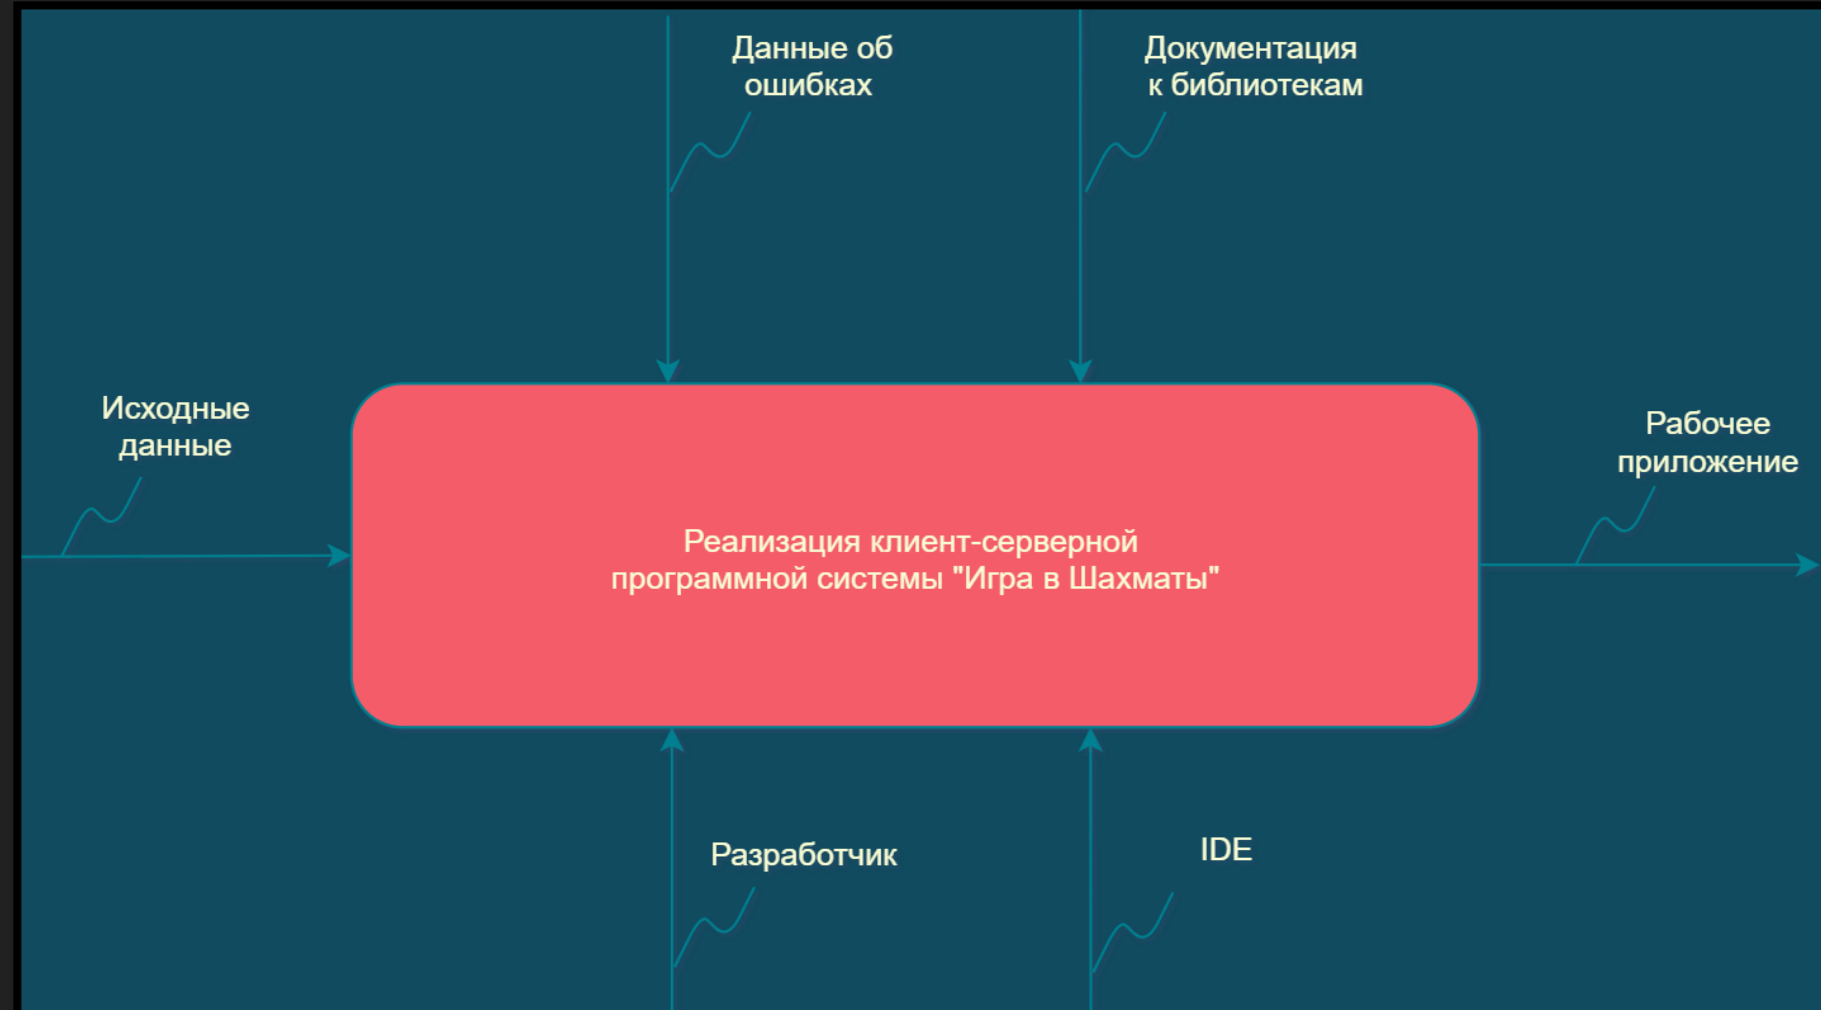 Данные об
ошибках
Документация
к библиотекам
Исходные
данные
Рабочее
приложение
Реализация клиент-серверной
программной системы "Игра в Шахматы"
Разработчик
IDE